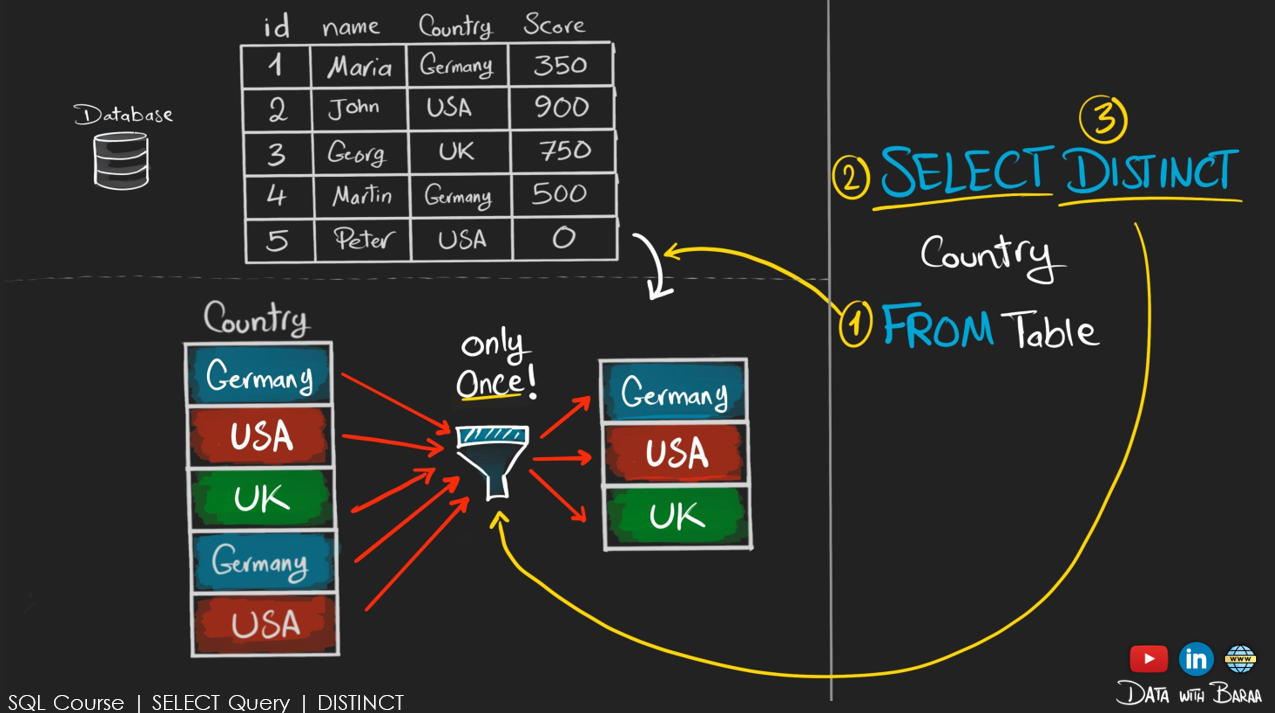 id name Country Score
1 Maria Germany 350
2 John USA 900
3 Georg UK 750
4 Martin Germany 500
5 Peter USA 0
Database
Country
Germany
USA
UK
Germany
USA
only
Once!
Germany
USA
UK
3
2 SELECT DISTINCT
Country
1 FROM Table
in
WWW
DATA WITH BARAA
SQL Course | SELECT Query | DISTINCT